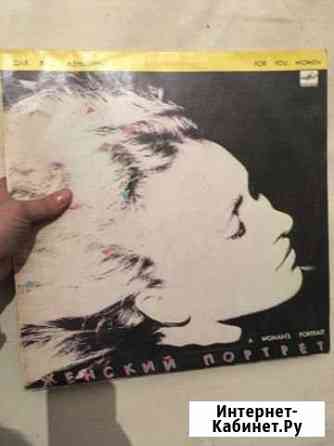 ДЛЯ ВАС, ЖЕНЩИНЫ
FOR YOU, WOMEN
A WOMAN'S PORTRAIT
ЖЕНСКИЙ ПОРТРЕТ
Интернет-
Кабинет.Ру